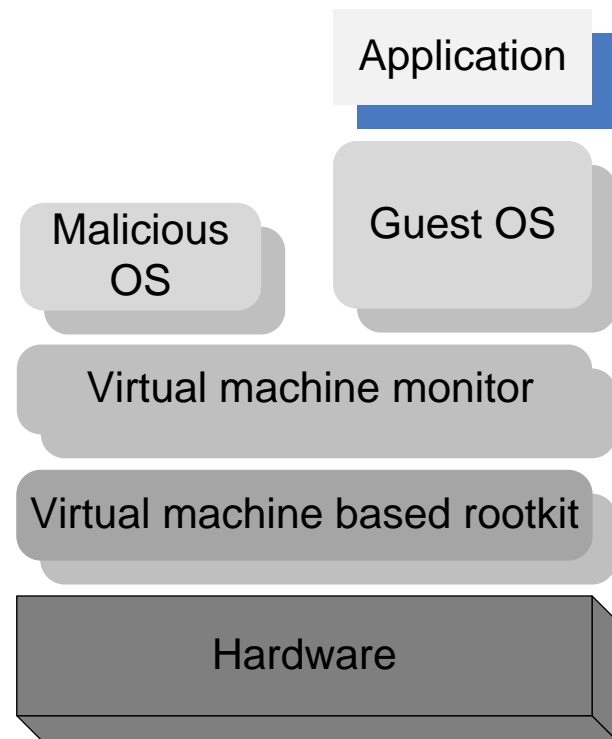 Application
Guest OS
Malicious
OS
Virtual machine monitor
Virtual machine based rootkit
Hardware